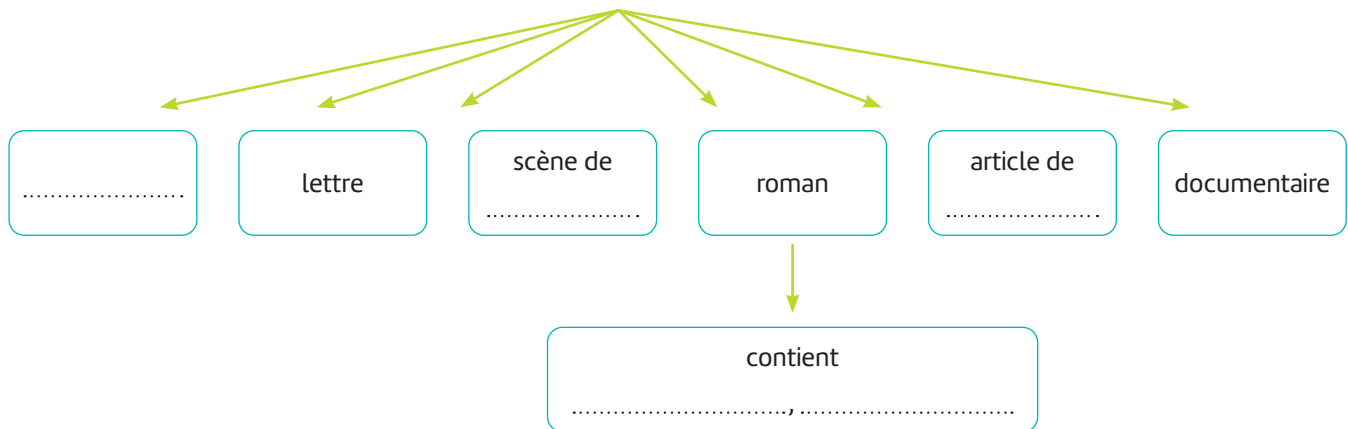 ......................
lettre
scène de
......................
roman
article de
......................
documentaire
contient
..............................., ...............................